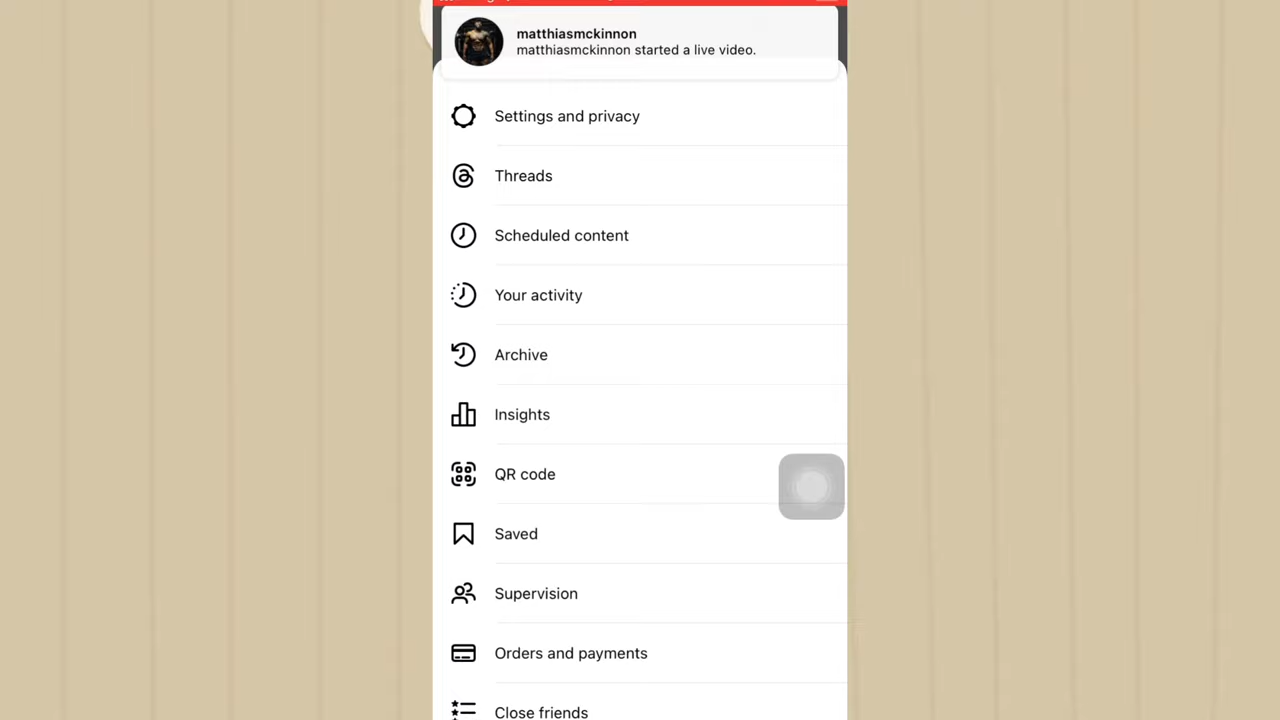 matthiasmckinnon
matthiasmckinnon started a live video.
Settings and privacy
Threads
Scheduled content
Your activity
Archive
Insights
QR code
Saved
Supervision
Orders and payments
Close friends